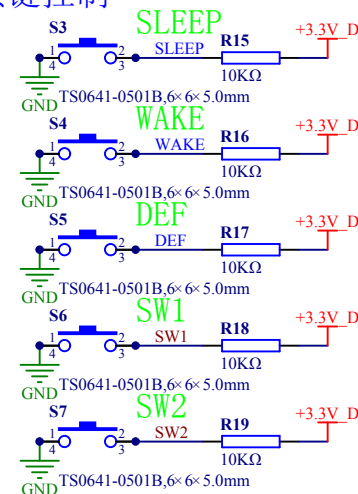 键控制
S3 SLEEP R15 +3.3V_D
1 2 SLEEP
4 3
GND 10KΩ
TS0641-0501B,6×6×5.0mm
S4 WAKE R16 +3.3V_D
1 2 WAKE
4 3
GND 10KΩ
TS0641-0501B,6×6×5.0mm
S5 DEF R17 +3.3V_D
1 2 DEF
4 3
GND 10KΩ
TS0641-0501B,6×6×5.0mm
S6 SW1 R18 +3.3V_D
1 2 SW1
4 3
GND 10KΩ
TS0641-0501B,6×6×5.0mm
S7 SW2 R19 +3.3V_D
1 2 SW2
4 3
GND 10KΩ
TS0641-0501B,6×6×5.0mm